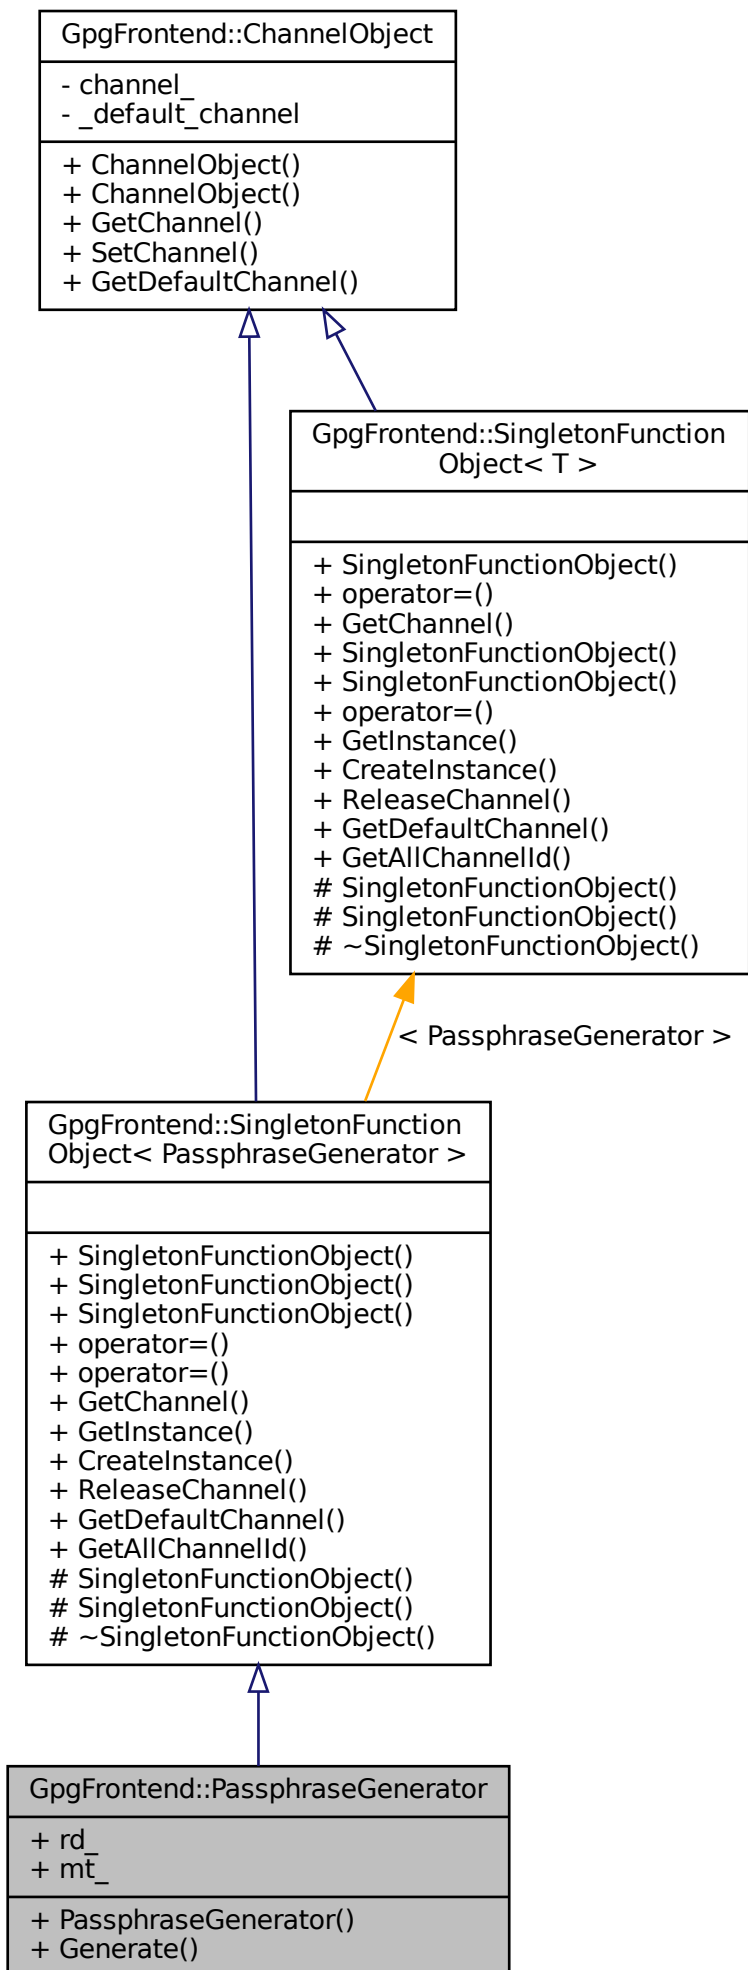 GpgFrontend::ChannelObject
- channel_
- _default_channel
+ ChannelObject()
+ ChannelObject()
+ GetChannel()
+ SetChannel()
+ GetDefaultChannel()
GpgFrontend::SingletonFunction
Object< T >
+ SingletonFunctionObject()
+ operator=()
+ GetChannel()
+ SingletonFunctionObject()
+ SingletonFunctionObject()
+ operator=()
+ GetInstance()
+ CreateInstance()
+ ReleaseChannel()
+ GetDefaultChannel()
+ GetAllChannelId()
# SingletonFunctionObject()
# SingletonFunctionObject()
# ~SingletonFunctionObject()
< PassphraseGenerator >
GpgFrontend::SingletonFunction
Object< PassphraseGenerator >
+ SingletonFunctionObject()
+ SingletonFunctionObject()
+ SingletonFunctionObject()
+ operator=()
+ operator=()
+ GetChannel()
+ GetInstance()
+ CreateInstance()
+ ReleaseChannel()
+ GetDefaultChannel()
+ GetAllChannelId()
# SingletonFunctionObject()
# SingletonFunctionObject()
# ~SingletonFunctionObject()
GpgFrontend::PassphraseGenerator
+ rd_
+ mt_
+ PassphraseGenerator()
+ Generate()